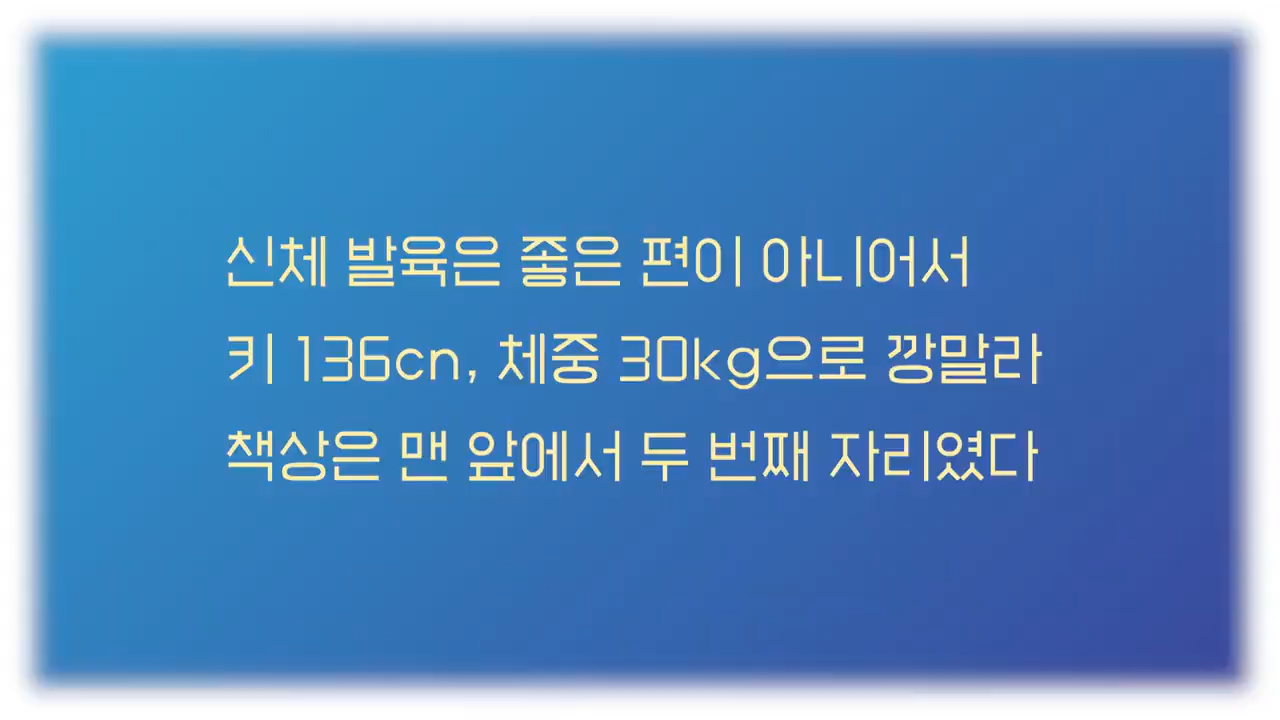 신체 발육은 좋은 편이 아니어서
키 136cn, 체중 30kg으로 깡말라
책상은 맨 앞에서 두 번째 자리였다